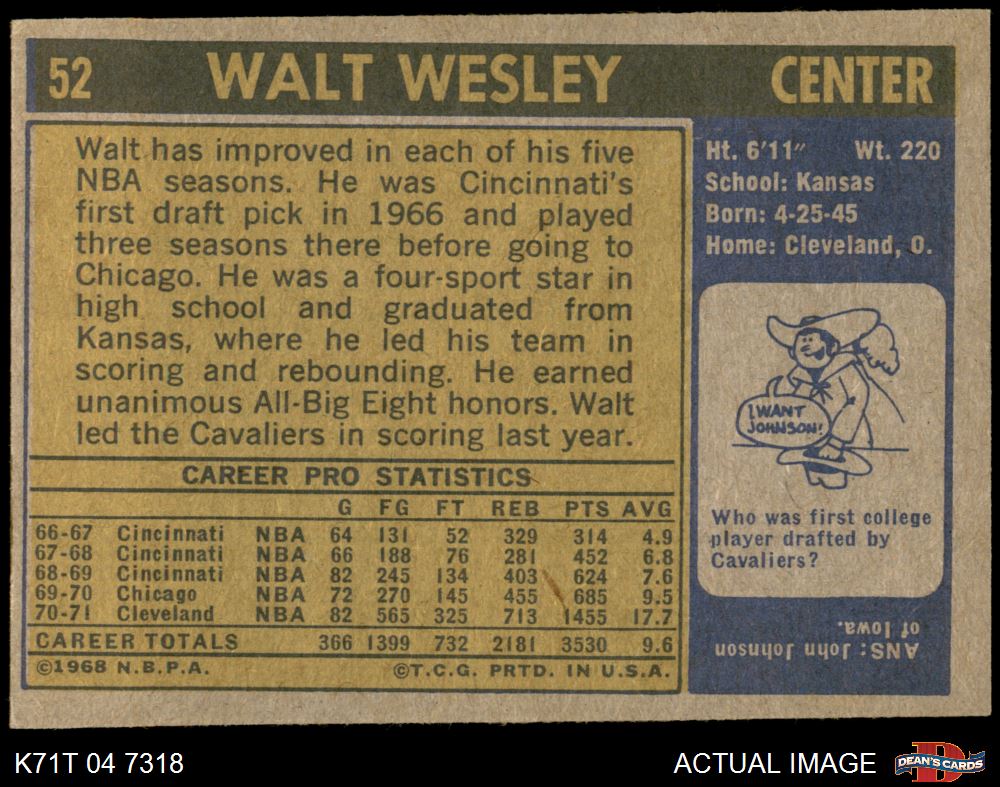 52 WALT WESLEY CENTER
Walt has improved in each of his five
NBA seasons. He was Cincinnati's
first draft pick in 1966 and played
three seasons there before going to
Chicago. He was a four-sport star in
high school and graduated from
Kansas, where he led his team in
scoring and rebounding. He earned
unanimous All-Big Eight honors. Walt
led the Cavaliers in scoring last year.
Ht. 6'11" Wt. 220
School: Kansas
Born: 4-25-45
Home: Cleveland, O.
I WANT
JOHNSON!
Who was first college
player drafted by
Cavaliers?
ANS: John Johnson
of Iowa.
CAREER PRO STATISTICS
G FG FT REB PTS AVG
66-67 Cincinnati NBA 64 131 52 329 314 4.9
67-68 Cincinnati NBA 66 188 76 281 452 6.8
68-69 Cincinnati NBA 82 245 134 403 624 7.6
69-70 Chicago NBA 72 270 145 455 685 9.5
70-71 Cleveland NBA 82 565 325 713 1455 17.7
CAREER TOTALS 366 1399 732 2181 3530 9.6
©1968 N.B.P.A. ©T.C.G. PRTD. IN U.S.A.
K71T 04 7318 ACTUAL IMAGE DEAN'S CARDS